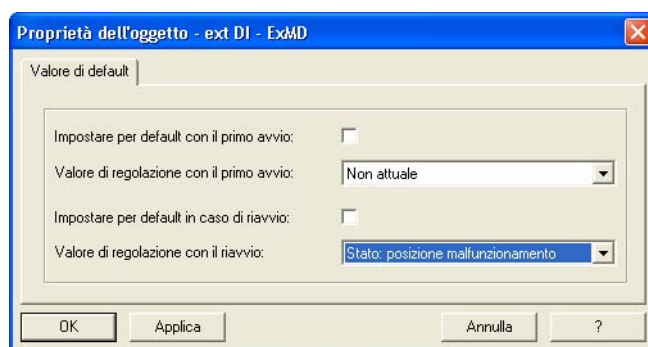 Proprietà dell'oggetto - ext DI - ExMD
Valore di default
Impostare per default con il primo avvio:
Valore di regolazione con il primo avvio: Non attuale
Impostare per default in caso di riavvio:
Valore di regolazione con il riavvio: Stato: posizione malfunzionamento
OK Applica Annulla ?